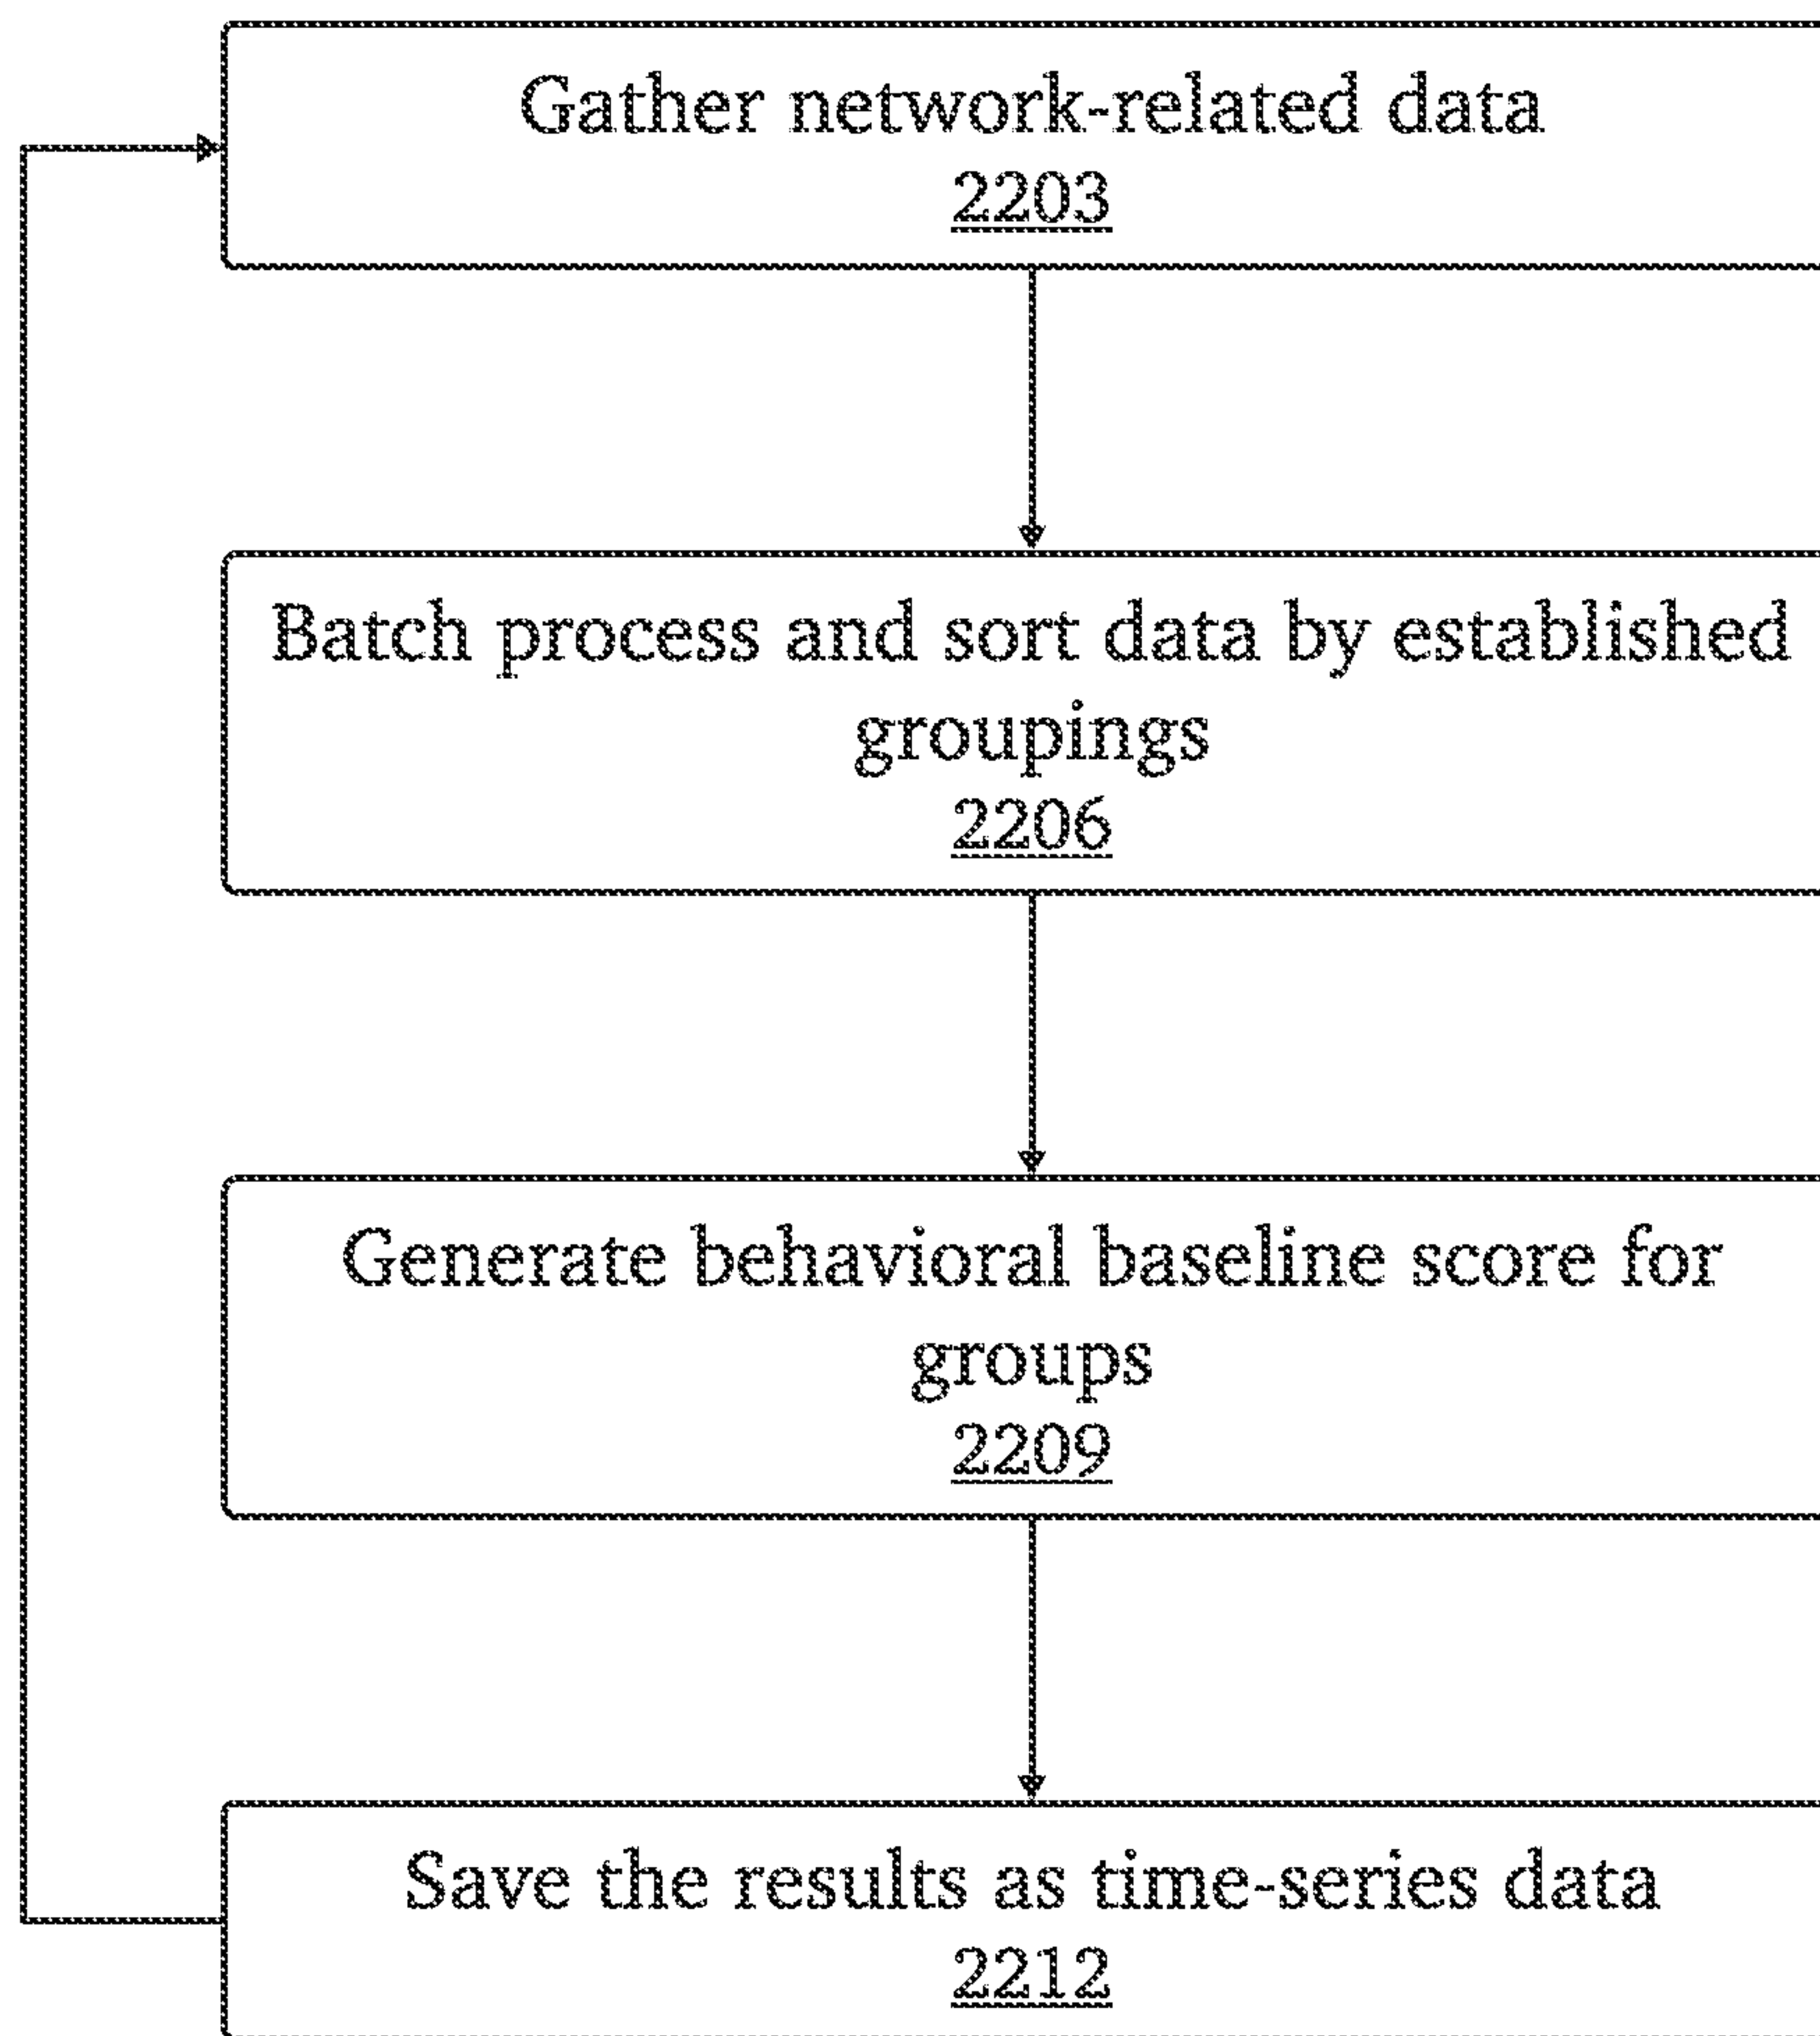 Gather network-related data
2203
Batch process and sort data by established
groupings
2206
Generate behavioral baseline score for
groups
2209
Save the results as time-series data
2212